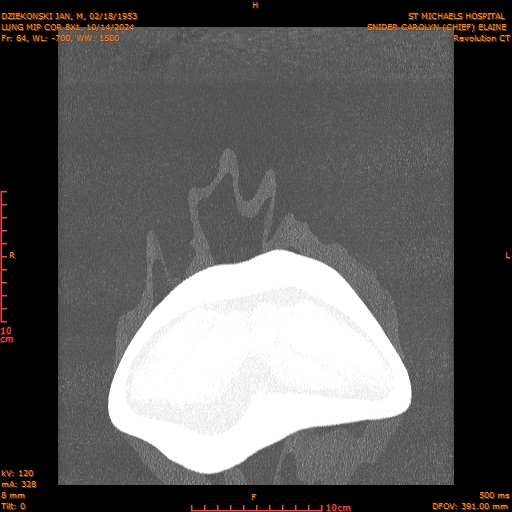 H
DZIEKONSKI JAN, M, 02/18/1953
ST MICHAELS HOSPITAL
LUNG MIP COR 8X1, 10/14/2024
SNIDER CAROLYN (CHIEF) ELAINE
Fr: 64, WL: -700, WW: 1500
Revolution CT
R
L
10
cm
kV: 120
mA: 328
8 mm
Tilt: 0
F
10cm
500 ms
DFOV: 391.00 mm